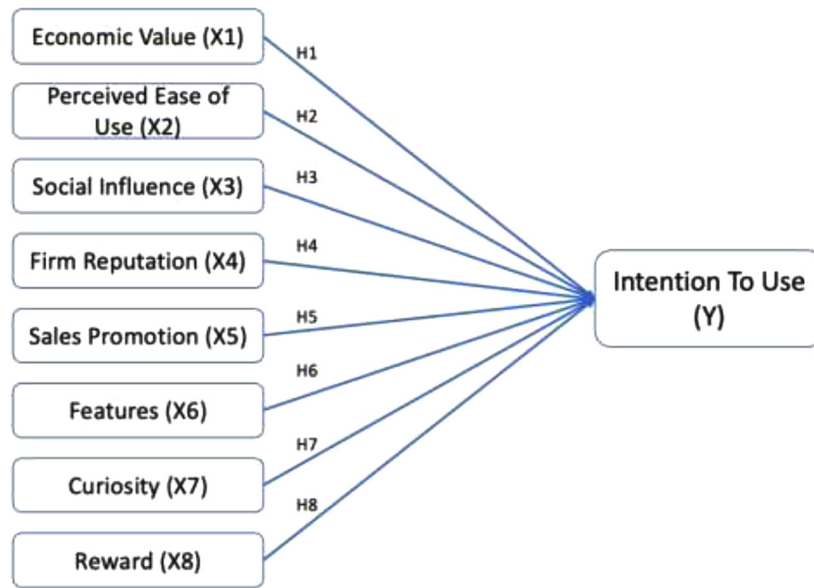 Economic Value (X1)
H1
Perceived Ease of
Use (X2)
H2
Social Influence (X3)
H3
Firm Reputation (X4)
H4
Sales Promotion (X5)
H5
Features (X6)
H6
Curiosity (X7)
H7
Reward (X8)
H8
Intention To Use
(Y)